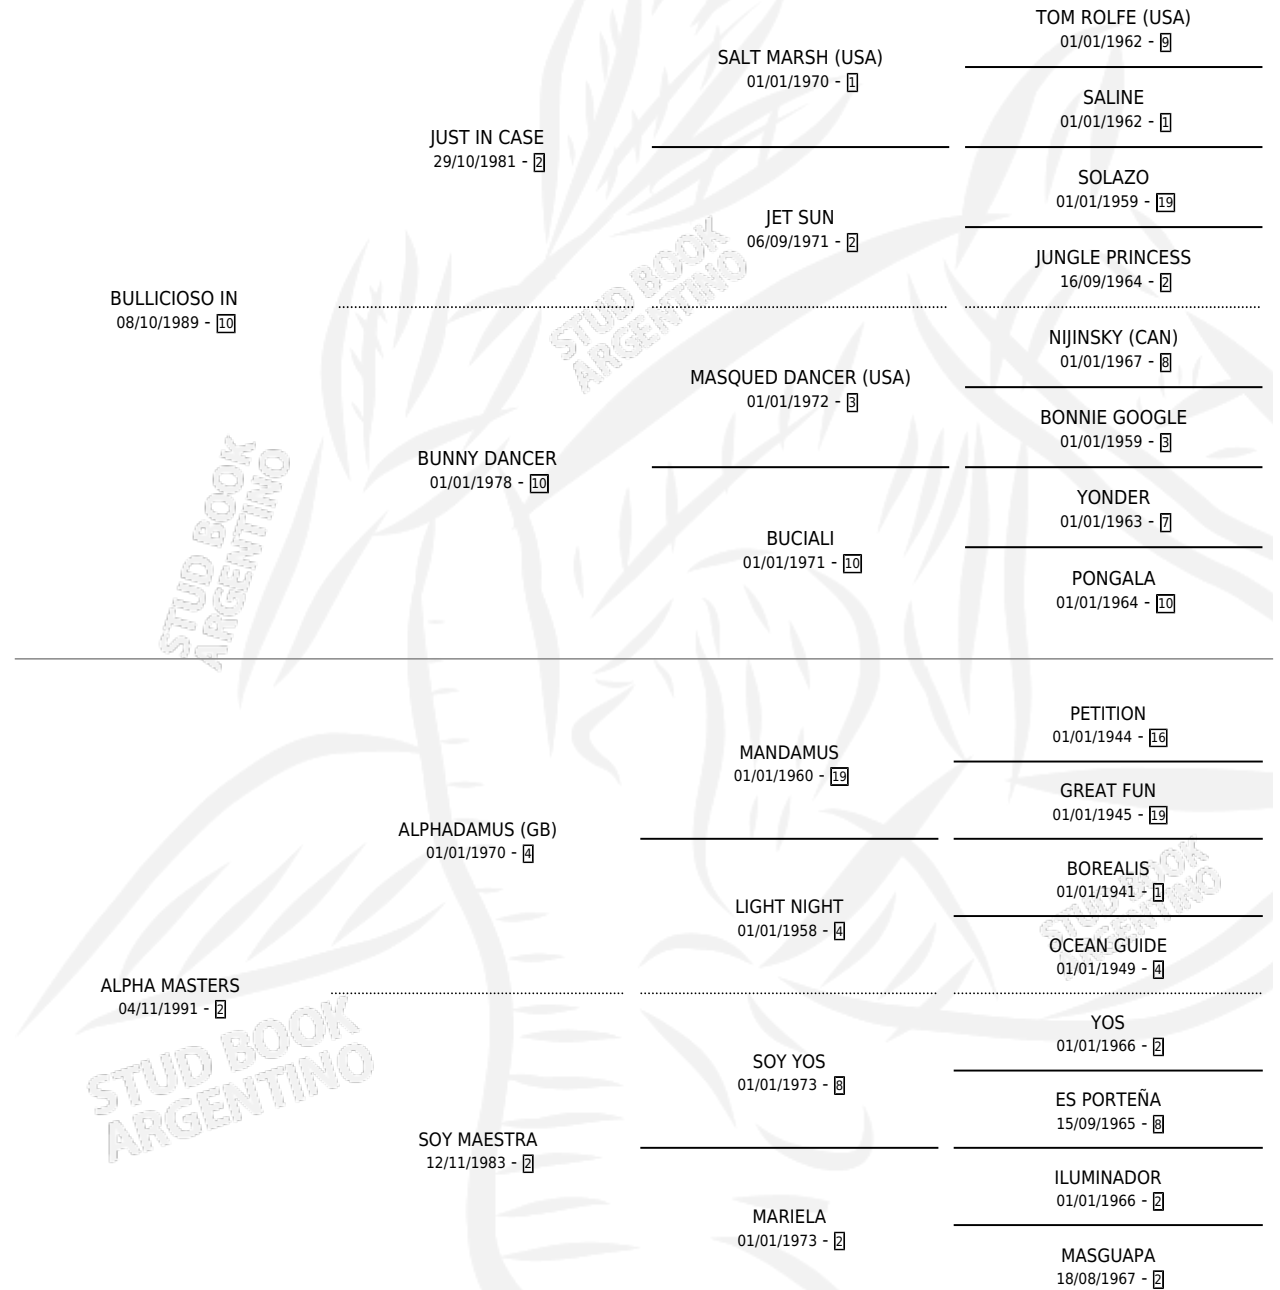 TOM ROLFE (USA)
01/01/1962 - 9
SALT MARSH (USA)
01/01/1970 - 1
SALINE
01/01/1962 - 1
JUST IN CASE
29/10/1981 - 2
SOLAZO
01/01/1959 - 19
JET SUN
06/09/1971 - 2
JUNGLE PRINCESS
16/09/1964 - 2
BULLICIOSO IN
08/10/1989 - 10
NIJINSKY (CAN)
01/01/1967 - 8
MASQUED DANCER (USA)
01/01/1972 - 3
BONNIE GOOGLE
01/01/1959 - 3
BUNNY DANCER
01/01/1978 - 10
YONDER
01/01/1963 - 7
BUCIALI
01/01/1971 - 10
PONGALA
01/01/1964 - 10
PETITION
01/01/1944 - 16
MANDAMUS
01/01/1960 - 19
GREAT FUN
01/01/1945 - 19
ALPHADAMUS (GB)
01/01/1970 - 4
BOREALIS
01/01/1941 - 1
LIGHT NIGHT
01/01/1958 - 4
OCEAN GUIDE
01/01/1949 - 4
ALPHA MASTERS
04/11/1991 - 2
YOS
01/01/1966 - 2
SOY YOS
01/01/1973 - 8
ES PORTEÑA
15/09/1965 - 8
SOY MAESTRA
12/11/1983 - 2
ILUMINADOR
01/01/1966 - 2
MARIELA
01/01/1973 - 2
MASGUAPA
18/08/1967 - 2
STUD BOOK
ARGENTINO
STUD BOOK
ARGENTINO
STUD BOOK
ARGENTINO
STUD BOOK
ARGENTINO